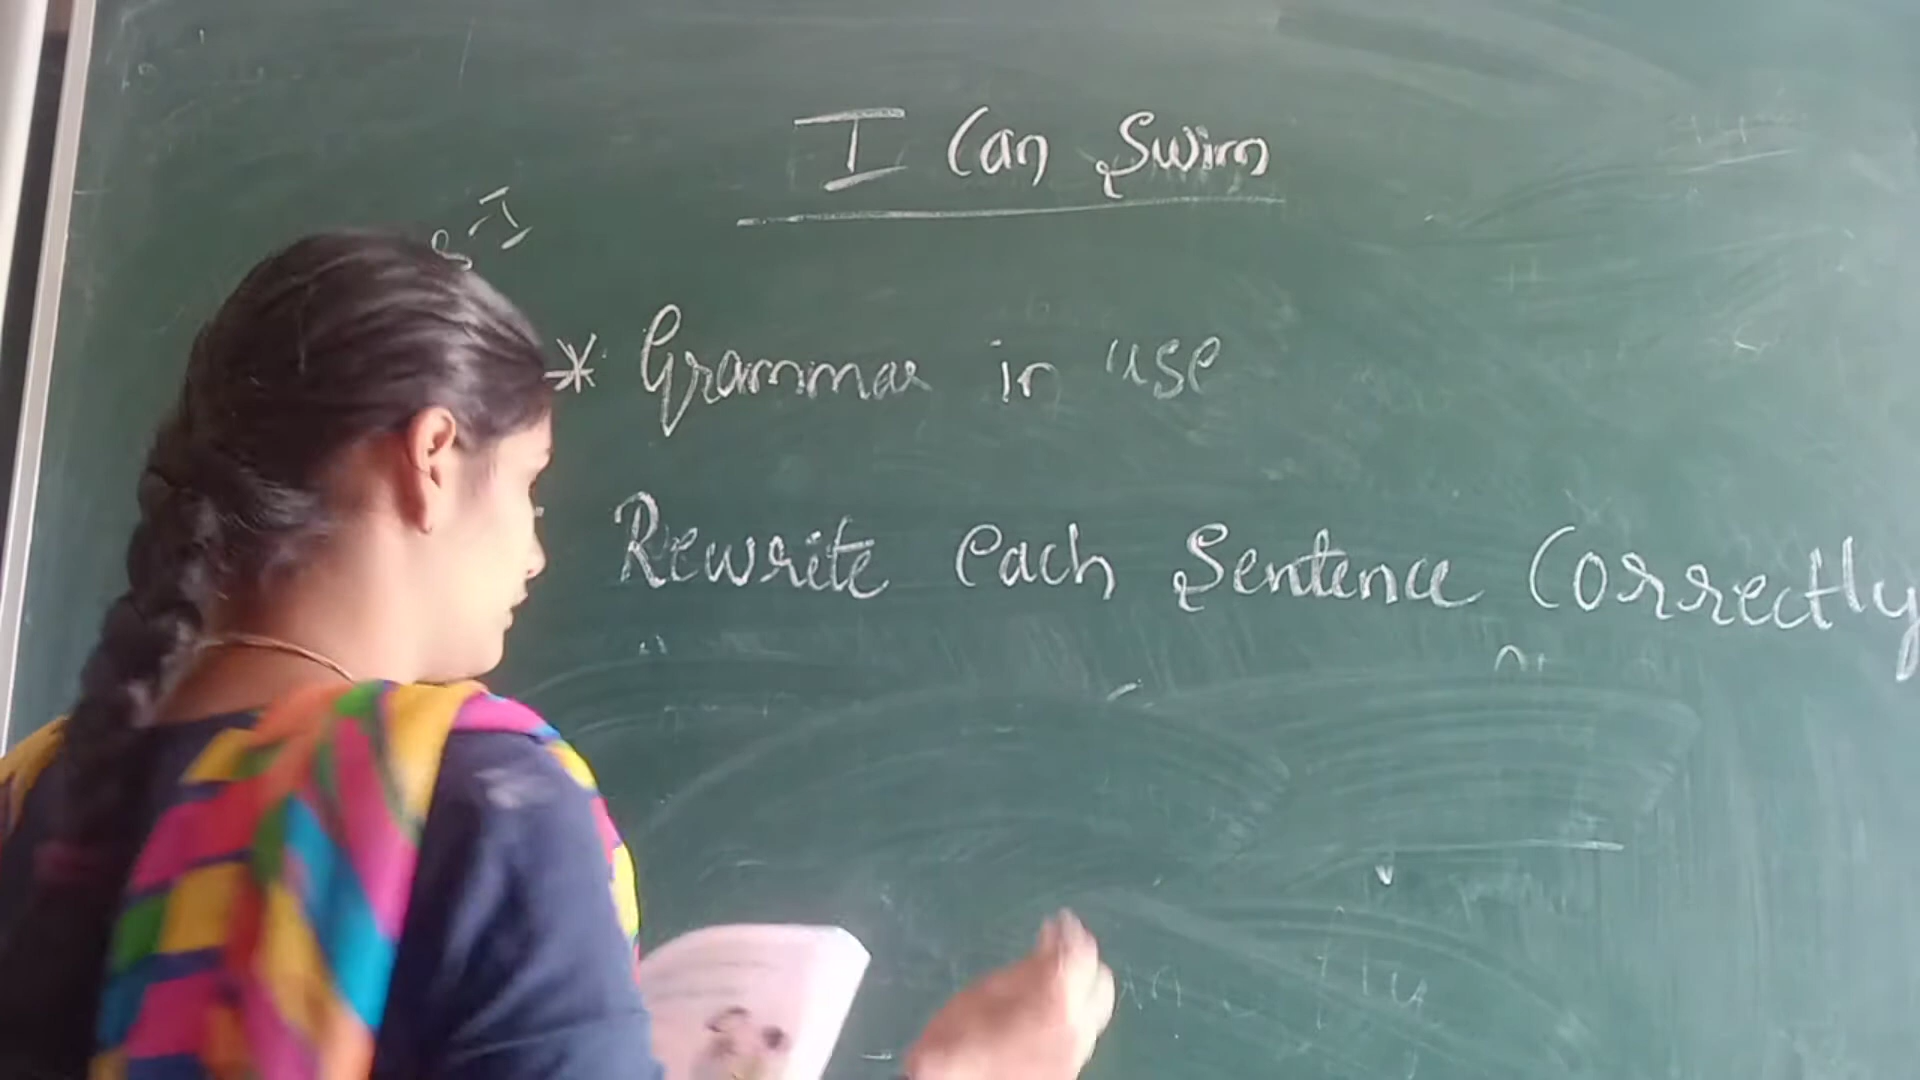 I Can Swim
* Grammar in use
Rewrite each Sentence Correctly